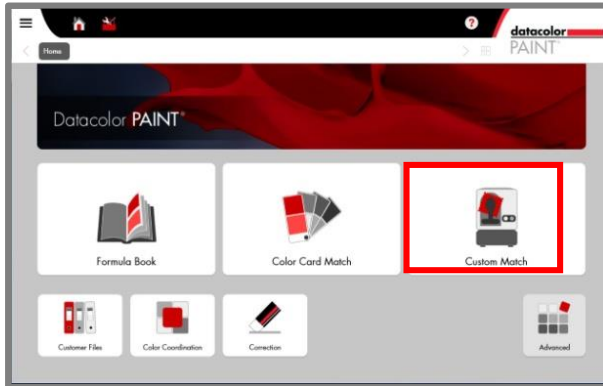 datacolor
PAINT
Home
Datacolor PAINT
Formula Book
Color Card Match
Custom Match
Customer Files
Color Coordination
Correction
Advanced